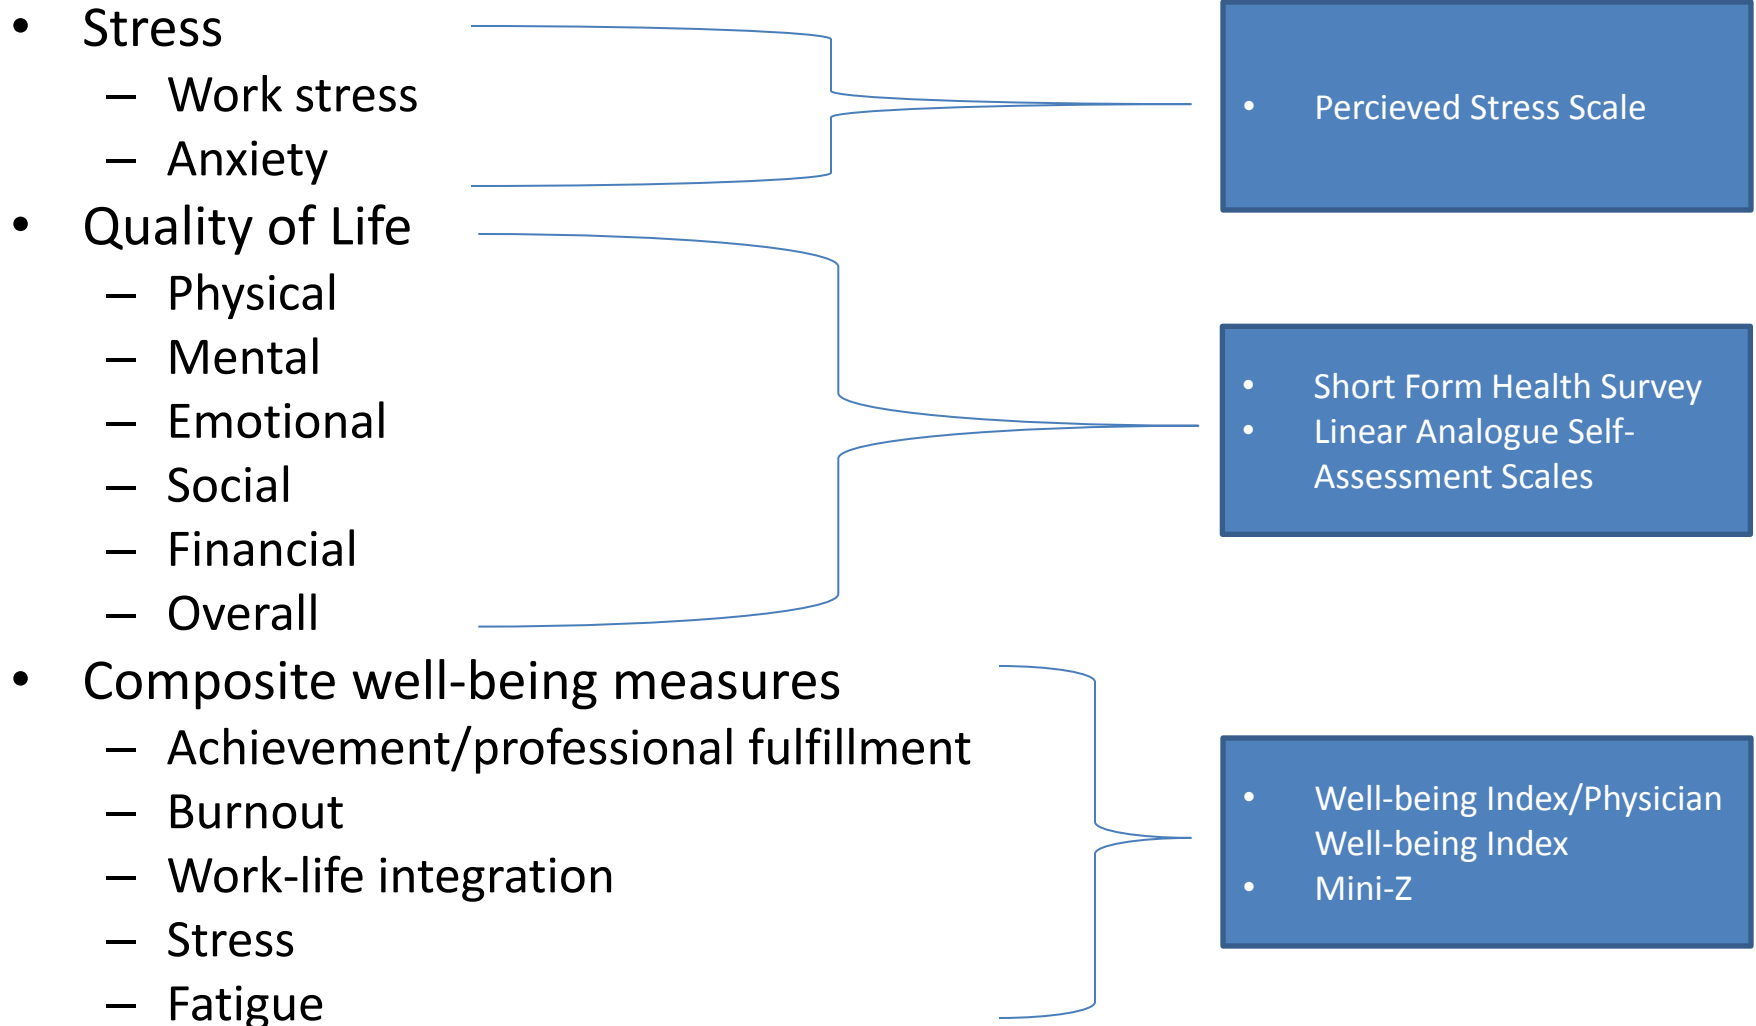 • Stress
– Work stress
– Anxiety
• Quality of Life
– Physical
– Mental
– Emotional
– Social
– Financial
– Overall
• Composite well-being measures
– Achievement/professional fulfillment
– Burnout
– Work-life integration
– Stress
– Fatigue
• Percieved Stress Scale
• Short Form Health Survey
• Linear Analogue Self-
Assessment Scales
• Well-being Index/Physician
Well-being Index
• Mini-Z